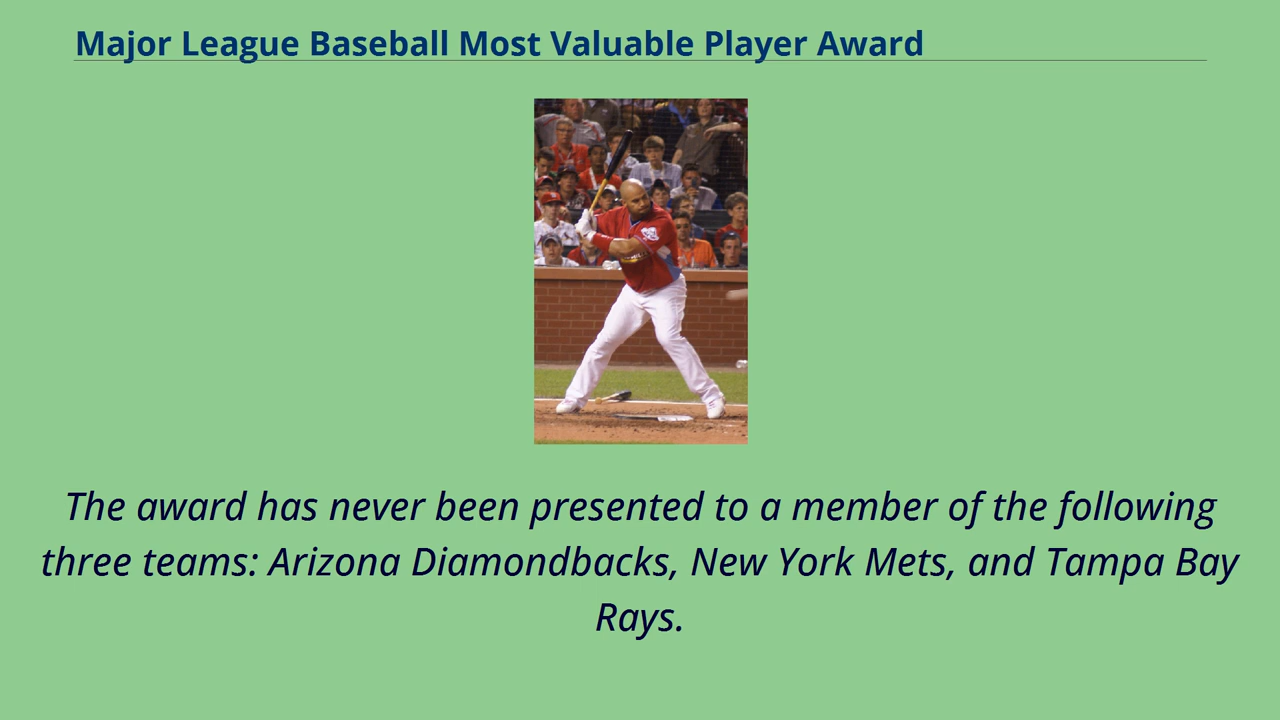 Major League Baseball Most Valuable Player Award
The award has never been presented to a member of the following
three teams: Arizona Diamondbacks, New York Mets, and Tampa Bay
Rays.